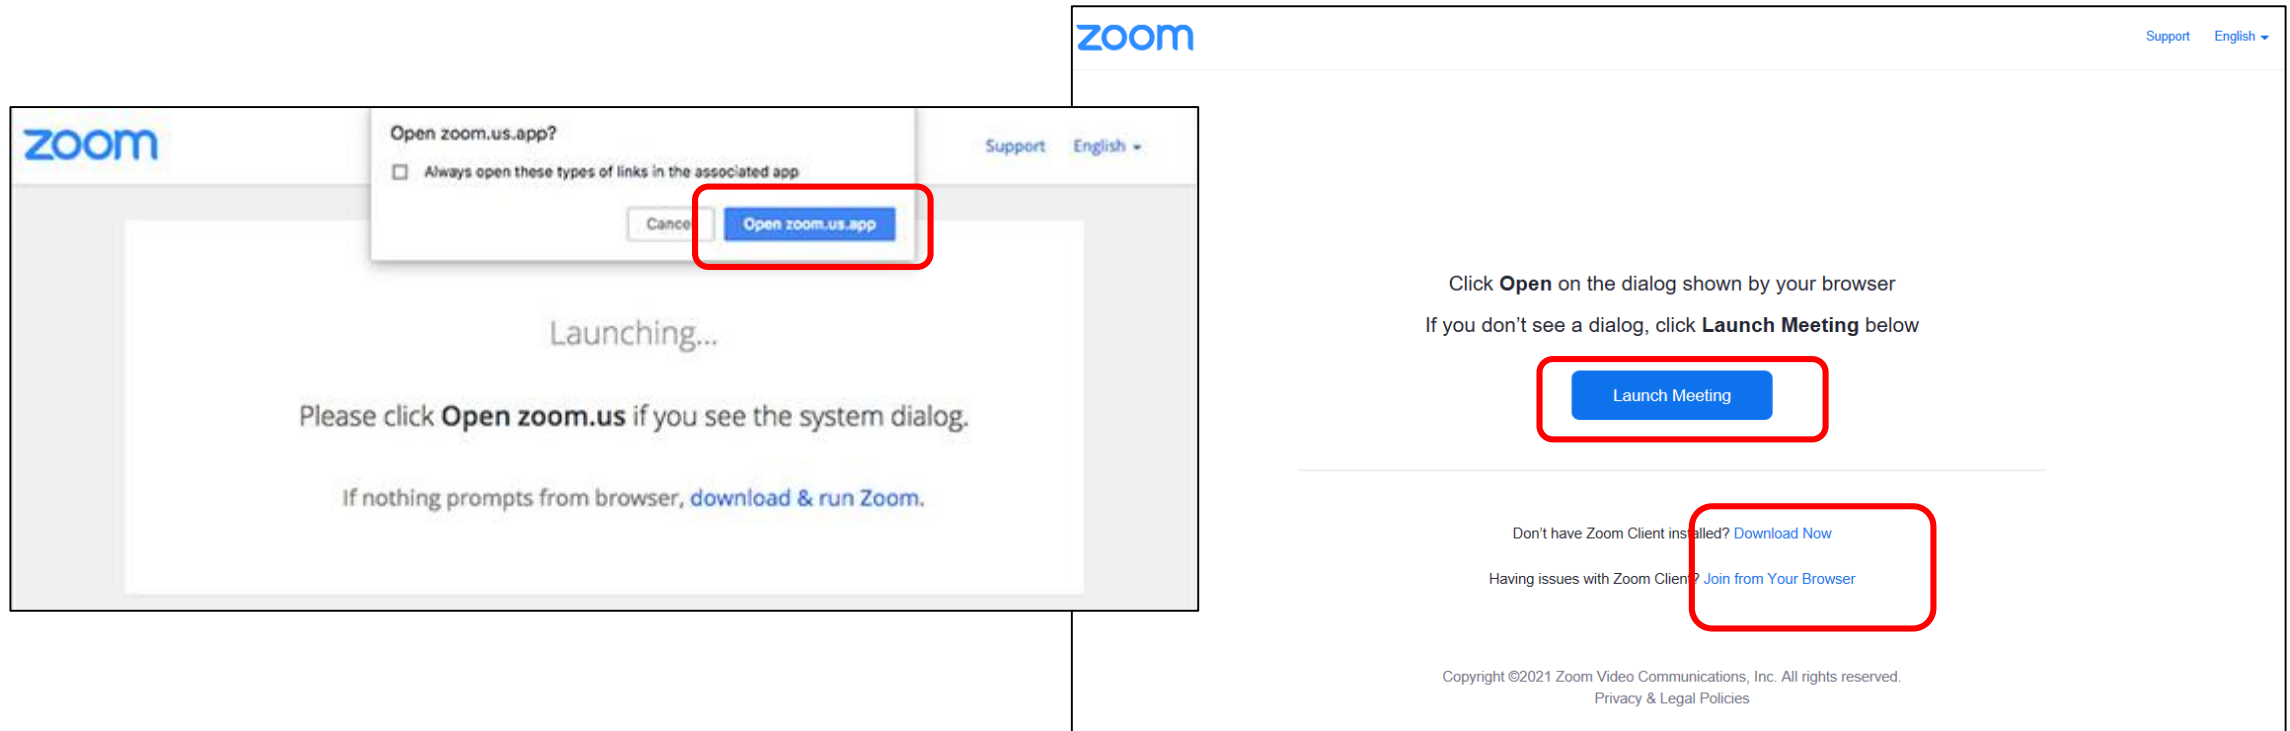 zoom
Open zoom.us.app?
Always open these types of links in the associated app
Support English
Cancel Open zoom.us.app
Launching...
Please click Open zoom.us if you see the system dialog.
If nothing prompts from browser, download & run Zoom.
zoom
Support English
Click Open on the dialog shown by your browser
If you don't see a dialog, click Launch Meeting below
Launch Meeting
Don't have Zoom Client installed? Download Now
Having issues with Zoom Client? Join from Your Browser
Copyright ©2021 Zoom Video Communications, Inc. All rights reserved.
Privacy & Legal Policies